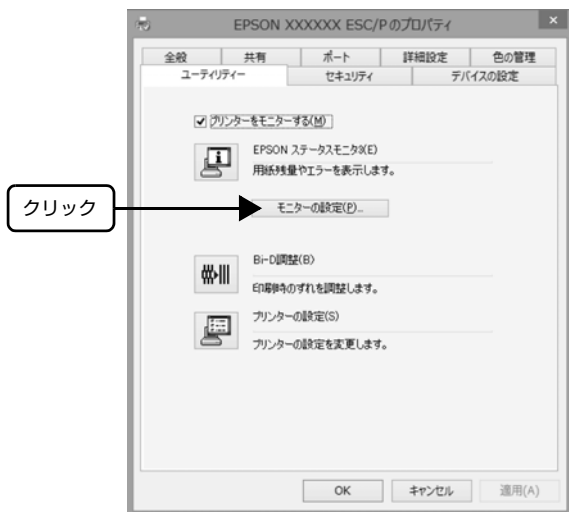 EPSON XXXXXX ESC/Pのプロパティ
全般 共有 ポート 詳細設定 色の管理
ユーティリティー セキュリティ デバイスの設定
プリンターをモニターする(M)
EPSON ステータスモニタ3(E)
用紙残量やエラーを表示します。
クリック
モニターの設定(P)...
Bi-D調整(B)
印刷時のずれを調整します。
プリンターの設定(S)
プリンターの設定を変更します。
OK キャンセル 適用(A)